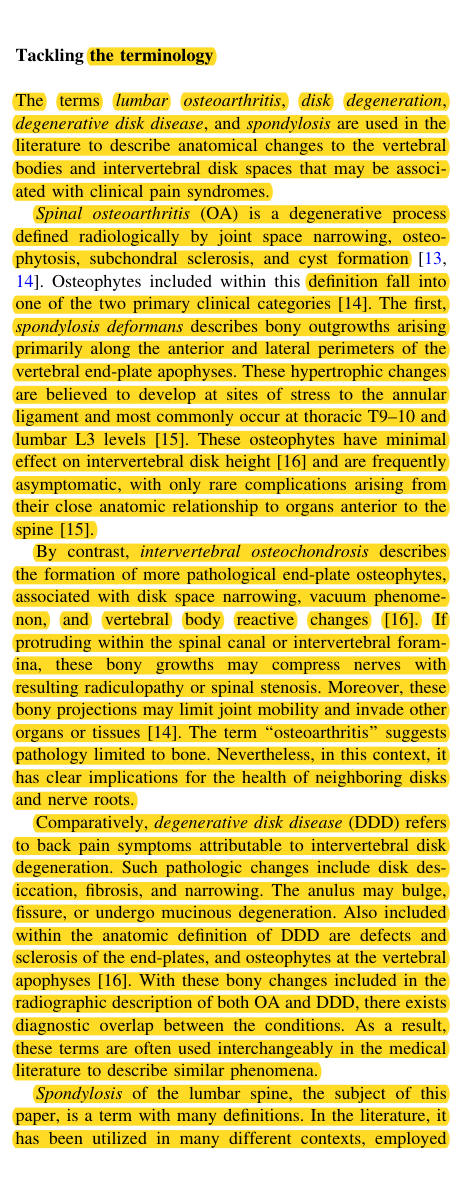 Tackling the terminology
The terms lumbar osteoarthritis, disk degeneration,
degenerative disk disease, and spondylosis are used in the
literature to describe anatomical changes to the vertebral
bodies and intervertebral disk spaces that may be associ-
ated with clinical pain syndromes.
Spinal osteoarthritis (OA) is a degenerative process
defined radiologically by joint space narrowing, osteo-
phytosis, subchondral sclerosis, and cyst formation [13,
14]. Osteophytes included within this definition fall into
one of the two primary clinical categories [14]. The first,
spondylosis deformans describes bony outgrowths arising
primarily along the anterior and lateral perimeters of the
vertebral end-plate apophyses. These hypertrophic changes
are believed to develop at sites of stress to the annular
ligament and most commonly occur at thoracic T9–10 and
lumbar L3 levels [15]. These osteophytes have minimal
effect on intervertebral disk height [16] and are frequently
asymptomatic, with only rare complications arising from
their close anatomic relationship to organs anterior to the
spine [15].
By contrast, intervertebral osteochondrosis describes
the formation of more pathological end-plate osteophytes,
associated with disk space narrowing, vacuum phenome-
non, and vertebral body reactive changes [16]. If
protruding within the spinal canal or intervertebral foram-
ina, these bony growths may compress nerves with
resulting radiculopathy or spinal stenosis. Moreover, these
bony projections may limit joint mobility and invade other
organs or tissues [14]. The term “osteoarthritis” suggests
pathology limited to bone. Nevertheless, in this context, it
has clear implications for the health of neighboring disks
and nerve roots.
Comparatively, degenerative disk disease (DDD) refers
to back pain symptoms attributable to intervertebral disk
degeneration. Such pathologic changes include disk des-
iccation, fibrosis, and narrowing. The anulus may bulge,
fissure, or undergo mucinous degeneration. Also included
within the anatomic definition of DDD are defects and
sclerosis of the end-plates, and osteophytes at the vertebral
apophyses [16]. With these bony changes included in the
radiographic description of both OA and DDD, there exists
diagnostic overlap between the conditions. As a result,
these terms are often used interchangeably in the medical
literature to describe similar phenomena.
Spondylosis of the lumbar spine, the subject of this
paper, is a term with many definitions. In the literature, it
has been utilized in many different contexts, employed